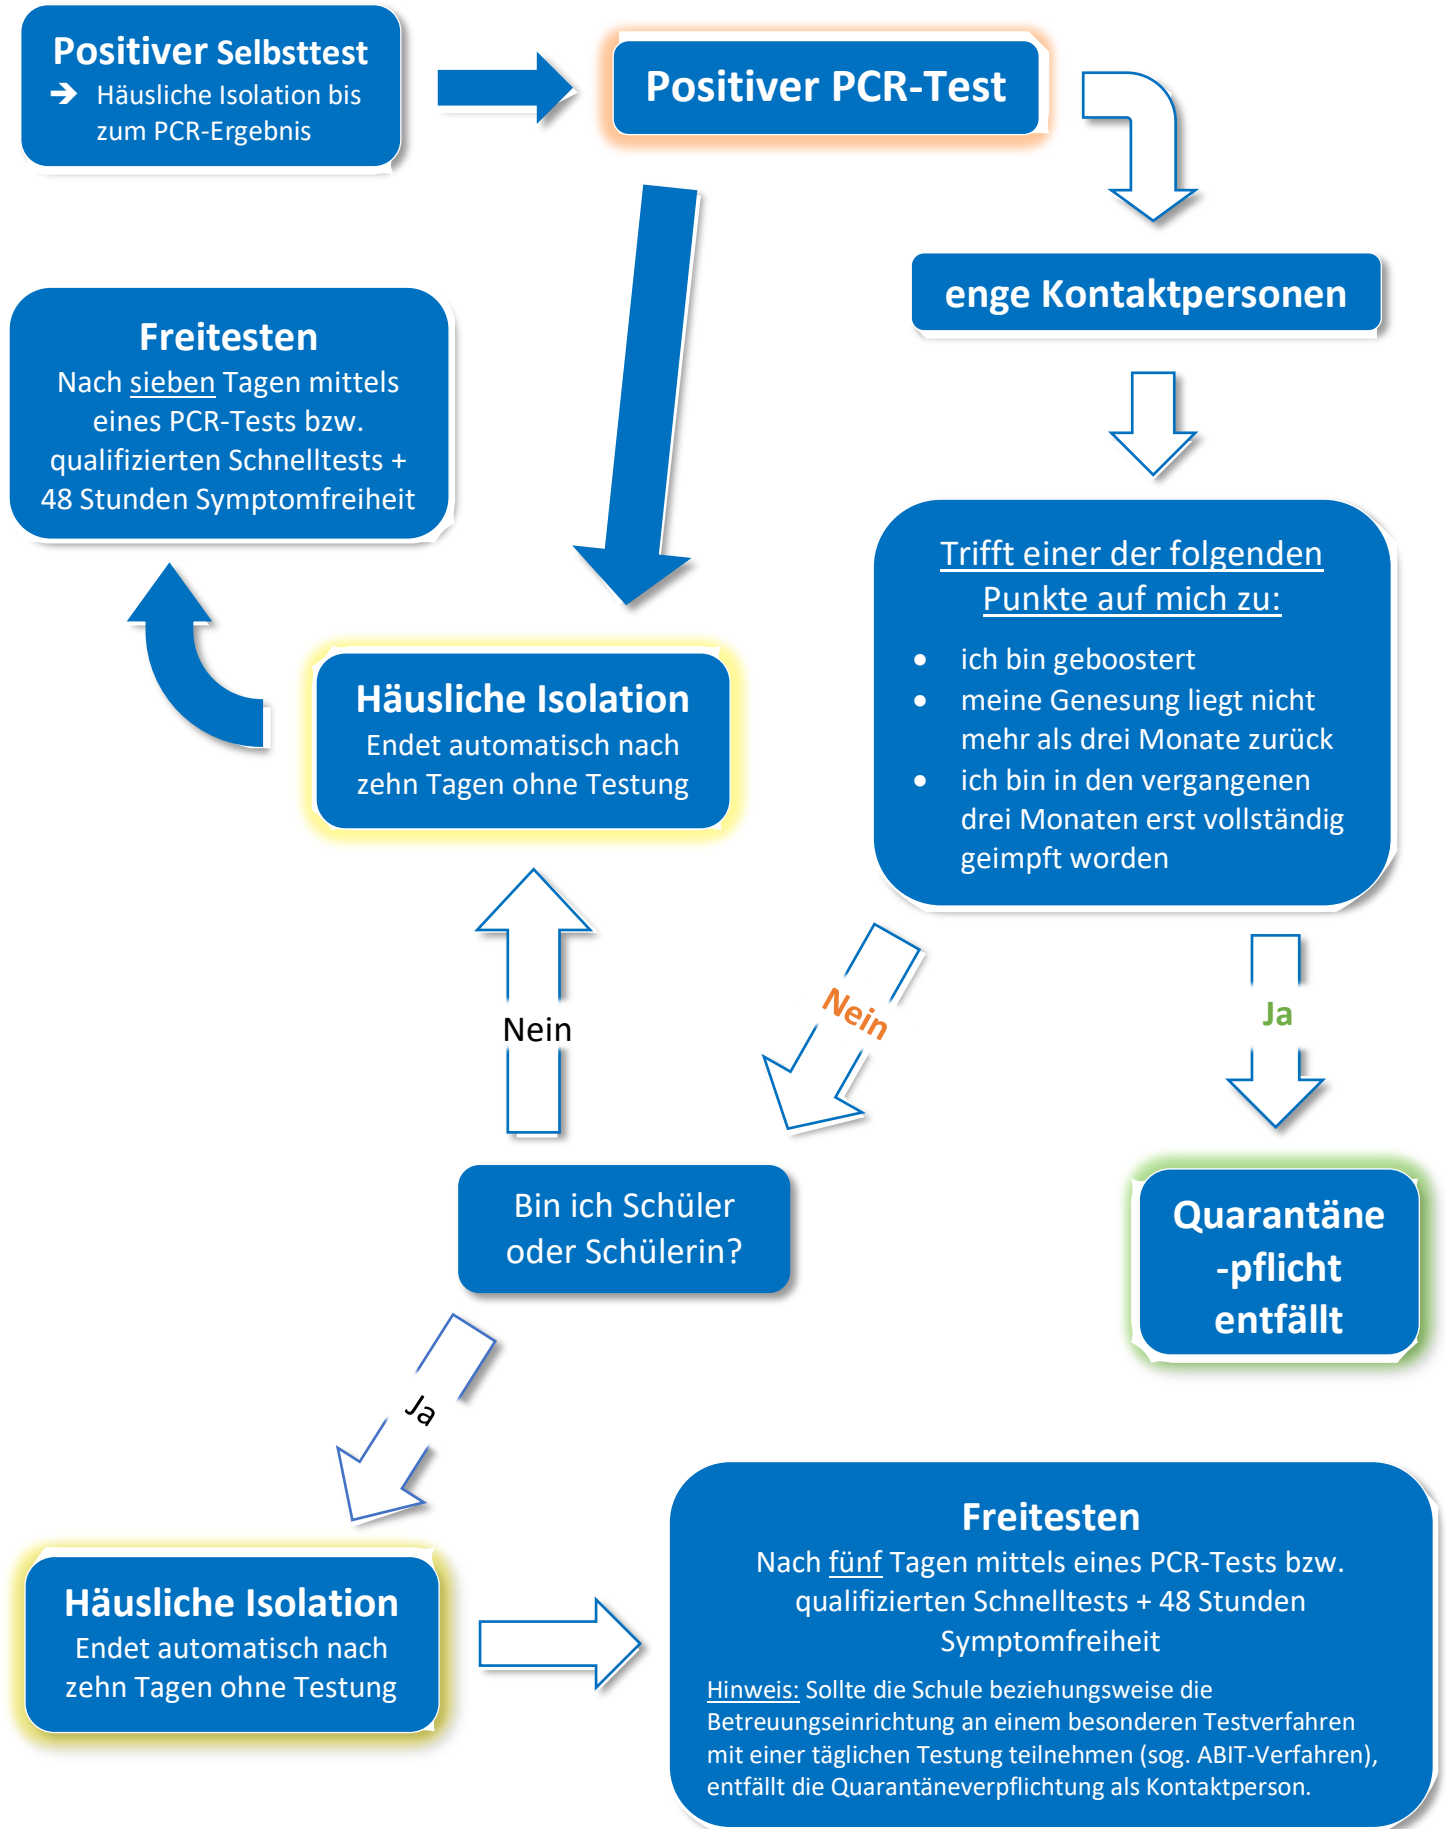 Positiver Selbsttest
➔ Häusliche Isolation bis
zum PCR-Ergebnis
Positiver PCR-Test
enge Kontaktpersonen
Freitesten
Nach sieben Tagen mittels
eines PCR-Tests bzw.
qualifizierten Schnelltests +
48 Stunden Symptomfreiheit
Trifft einer der folgenden
Punkte auf mich zu:
• ich bin geboostert
• meine Genesung liegt nicht
mehr als drei Monate zurück
• ich bin in den vergangenen
drei Monaten erst vollständig
geimpft worden
Häusliche Isolation
Endet automatisch nach
zehn Tagen ohne Testung
Nein
Nein
Ja
Bin ich Schüler
oder Schülerin?
Quarantäne
-pflicht
entfällt
Ja
Häusliche Isolation
Endet automatisch nach
zehn Tagen ohne Testung
Freitesten
Nach fünf Tagen mittels eines PCR-Tests bzw.
qualifizierten Schnelltests + 48 Stunden
Symptomfreiheit
Hinweis: Sollte die Schule beziehungsweise die
Betreuungseinrichtung an einem besonderen Testverfahren
mit einer täglichen Testung teilnehmen (sog. ABIT-Verfahren),
entfällt die Quarantäneverpflichtung als Kontaktperson.